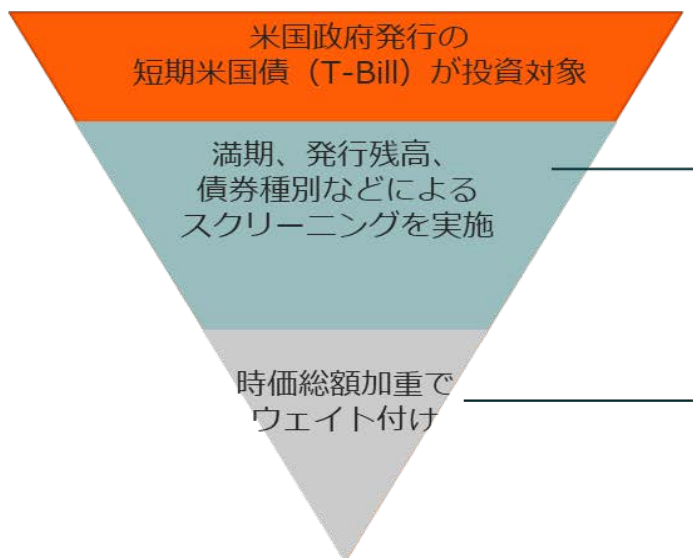 米国政府発行の
短期米国債（T-Bill）が投資対象
満期、発行残高、
債券種別などによる
スクリーニングを実施
時価総額加重で
ウェイト付け